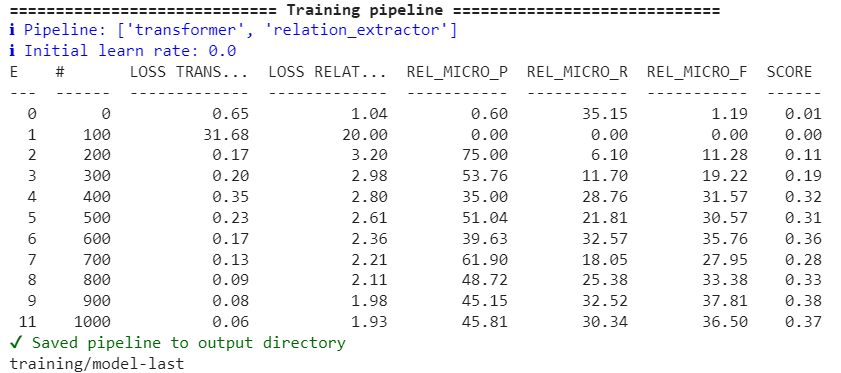 ============================= Training pipeline =============================
ℹ Pipeline: ['transformer', 'relation_extractor']
ℹ Initial learn rate: 0.0
E    #       LOSS TRANS...  LOSS RELAT...  REL_MICRO_P  REL_MICRO_R  REL_MICRO_F  SCORE
---  ------  -------------  -------------  -----------  -----------  -----------  ------
  0       0           0.65           1.04         0.60        35.15         1.19    0.01
  1     100          31.68          20.00         0.00         0.00         0.00    0.00
  2     200           0.17           3.20        75.00         6.10        11.28    0.11
  3     300           0.20           2.98        53.76        11.70        19.22    0.19
  4     400           0.35           2.80        35.00        28.76        31.57    0.32
  5     500           0.23           2.61        51.04        21.81        30.57    0.31
  6     600           0.17           2.36        39.63        32.57        35.76    0.36
  7     700           0.13           2.21        61.90        18.05        27.95    0.28
  8     800           0.09           2.11        48.72        25.38        33.38    0.33
  9     900           0.08           1.98        45.15        32.52        37.81    0.38
 11    1000           0.06           1.93        45.81        30.34        36.50    0.37
✔ Saved pipeline to output directory
training/model-last